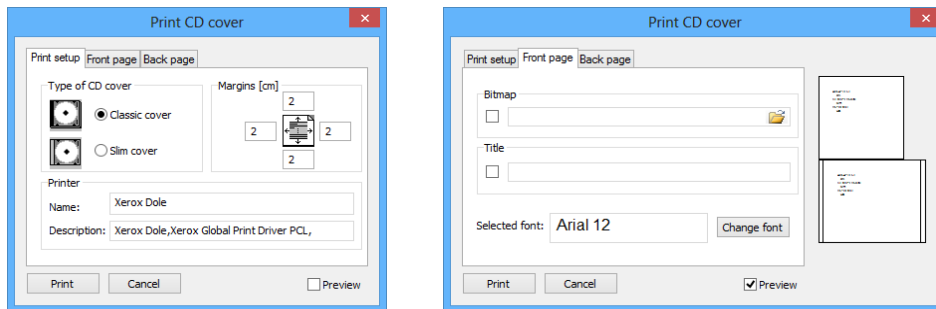 Print CD cover
Print setup Front page Back page
Type of CD cover
Classic cover
Slim cover
Margins [cm]
2
2 2
2
Printer
Name: Xerox Dole
Description: Xerox Dole,Xerox Global Print Driver PCL,
Print Cancel Preview
Print CD cover
Print setup Front page Back page
Bitmap
Title
Selected font: Arial 12 Change font
Print Cancel Preview